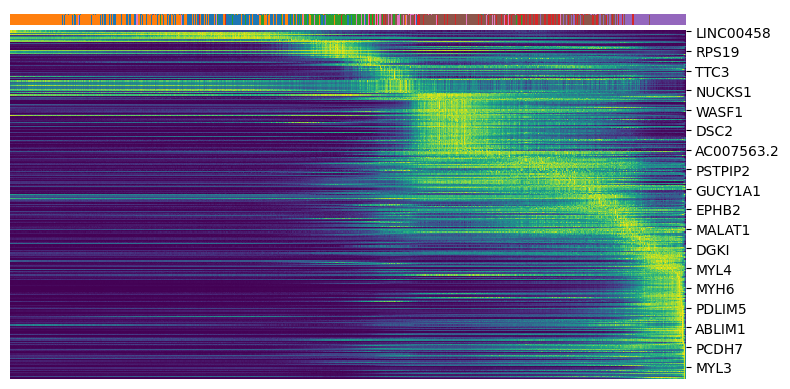 LINC00458
RPS19
TTC3
NUCKS1
WASF1
DSC2
AC007563.2
PSTPIP2
GUCY1A1
EPHB2
MALAT1
DGKI
MYL4
MYH6
PDLIM5
ABLIM1
PCDH7
MYL3